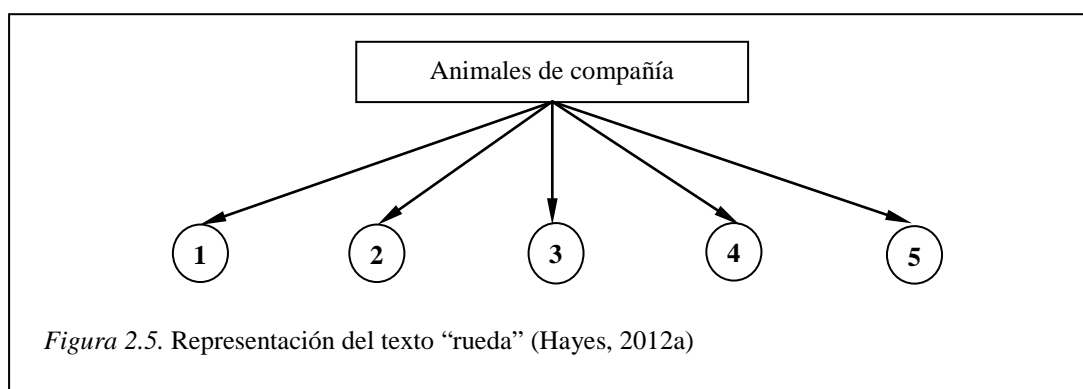 Animales de compañía
1 2 3 4 5
Figura 2.5. Representación del texto “rueda” (Hayes, 2012a)